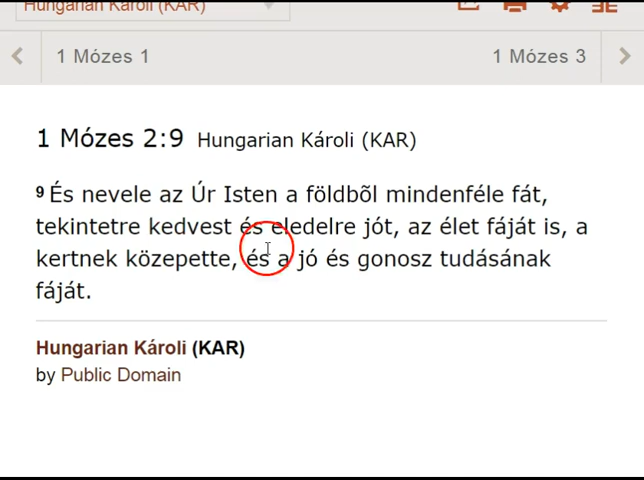 Hungarian Károli (KAR)
1 Mózes 1
1 Mózes 3
1 Mózes 2:9 Hungarian Károli (KAR)
9 És nevele az Úr Isten a földbõl mindenféle fát,
tekintetre kedvest és eledelre jót, az élet fáját is, a
kertnek közepette, és a jó és gonosz tudásának
fáját.
Hungarian Károli (KAR)
by Public Domain